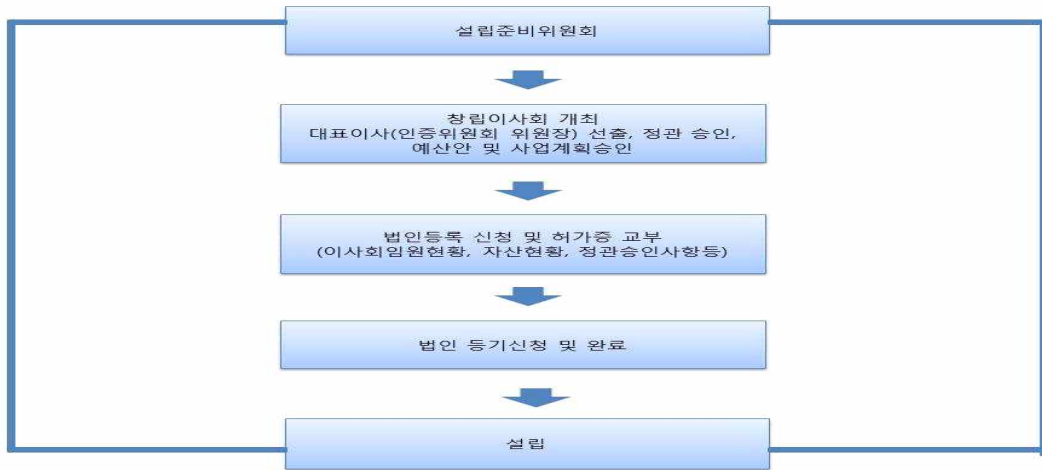 설립준비위원회
창립이사회 개최
대표이사(인증위원회 위원장) 선출, 정관 승인,
예산안 및 사업계획승인
법인등록 신청 및 허가증 교부
(이사회임원현황, 자산현황, 정관승인사항등)
법인 등기신청 및 완료
설립